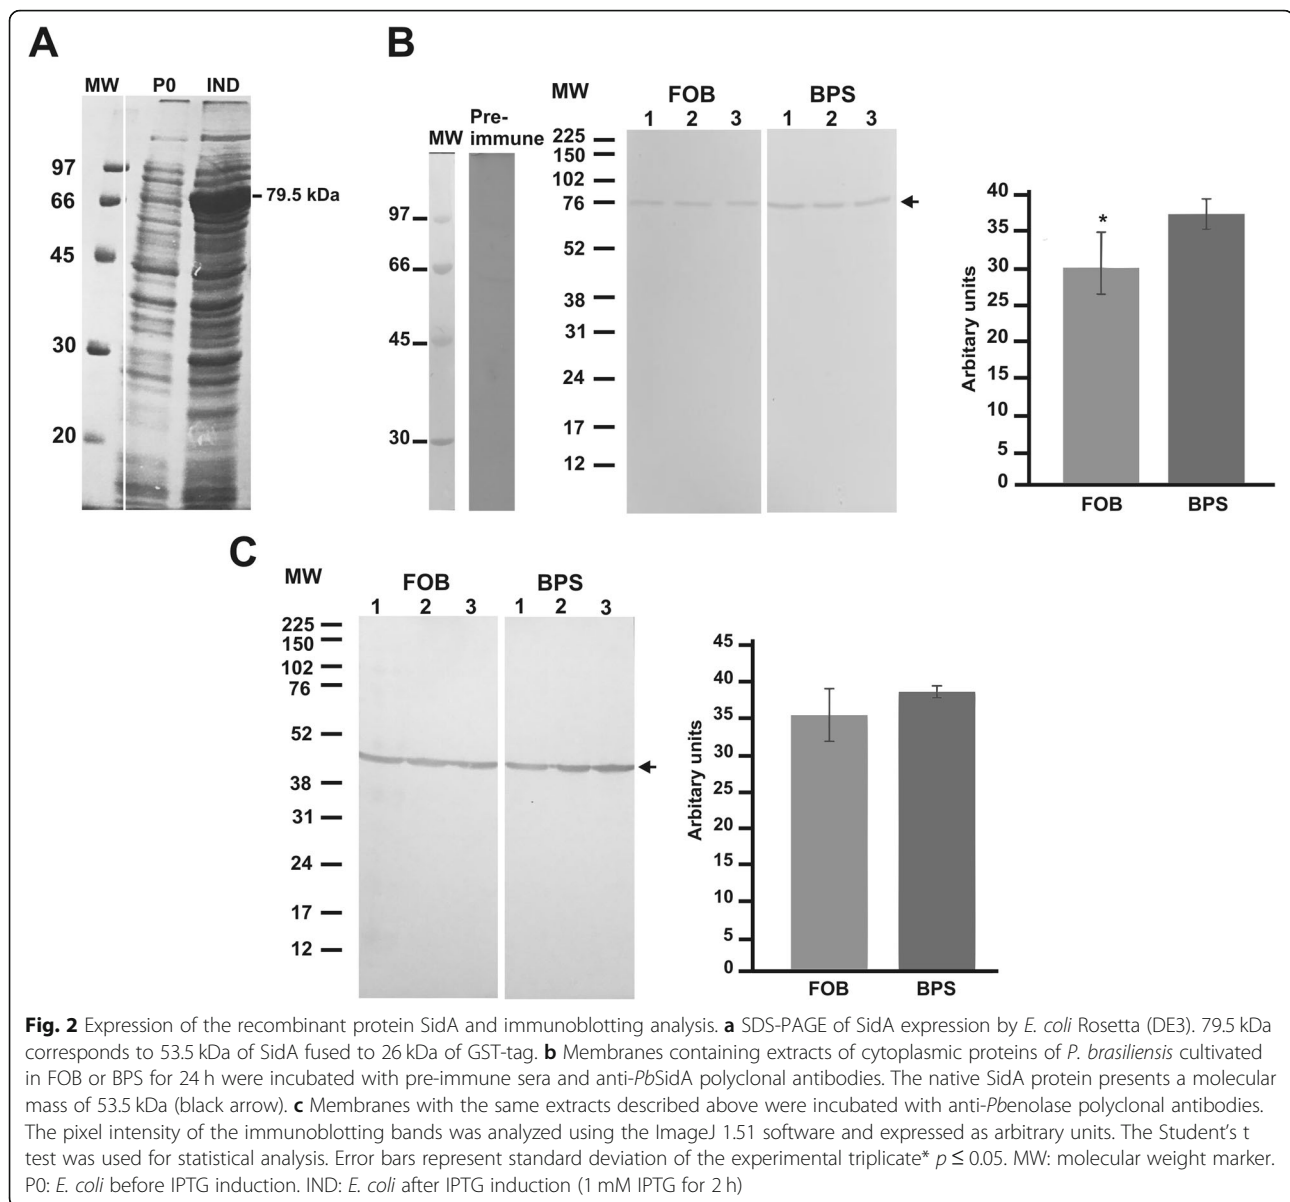 A
MW P0 IND
97
66
45
30
20
79.5 kDa
B
MW
Pre-
immune
97
66
45
30
MW
FOB BPS
1 2 3 1 2 3
225
150
102
76
52
38
31
24
17
12
Arbitary units
40
35
30
25
20
15
10
5
0
*
FOB BPS
C
MW
FOB BPS
1 2 3 1 2 3
225
150
102
76
52
38
31
24
17
12
Arbitary units
45
40
35
30
25
20
15
10
5
0
FOB BPS
Fig. 2 Expression of the recombinant protein SidA and immunoblotting analysis. a SDS-PAGE of SidA expression by E. coli Rosetta (DE3). 79.5 kDa
corresponds to 53.5 kDa of SidA fused to 26 kDa of GST-tag. b Membranes containing extracts of cytoplasmic proteins of P. brasiliensis cultivated
in FOB or BPS for 24 h were incubated with pre-immune sera and anti-PbSidA polyclonal antibodies. The native SidA protein presents a molecular
mass of 53.5 kDa (black arrow). c Membranes with the same extracts described above were incubated with anti-Pbenolase polyclonal antibodies.
The pixel intensity of the immunoblotting bands was analyzed using the ImageJ 1.51 software and expressed as arbitrary units. The Student's t
test was used for statistical analysis. Error bars represent standard deviation of the experimental triplicate* p ≤ 0.05. MW: molecular weight marker.
P0: E. coli before IPTG induction. IND: E. coli after IPTG induction (1 mM IPTG for 2 h)